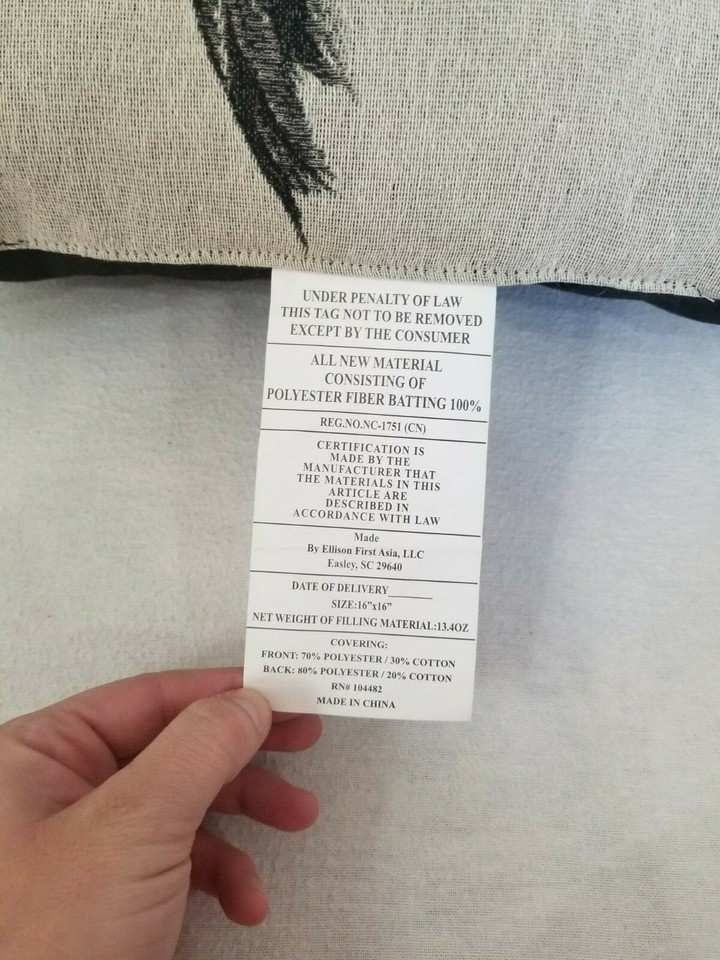 UNDER PENALTY OF LAW
THIS TAG NOT TO BE REMOVED
EXCEPT BY THE CONSUMER
ALL NEW MATERIAL
CONSISTING OF
POLYESTER FIBER BATTING 100%
REG.NO.NC-1751 (CN)
CERTIFICATION IS
MADE BY THE
MANUFACTURER THAT
THE MATERIALS IN THIS
ARTICLE ARE
DESCRIBED IN
ACCORDANCE WITH LAW
Made
By Ellison First Asia, LLC
Easley, SC 29640
DATE OF DELIVERY________
SIZE:16"x16"
NET WEIGHT OF FILLING MATERIAL:13.4OZ
COVERING:
FRONT: 70% POLYESTER / 30% COTTON
BACK: 80% POLYESTER / 20% COTTON
RN# 104482
MADE IN CHINA